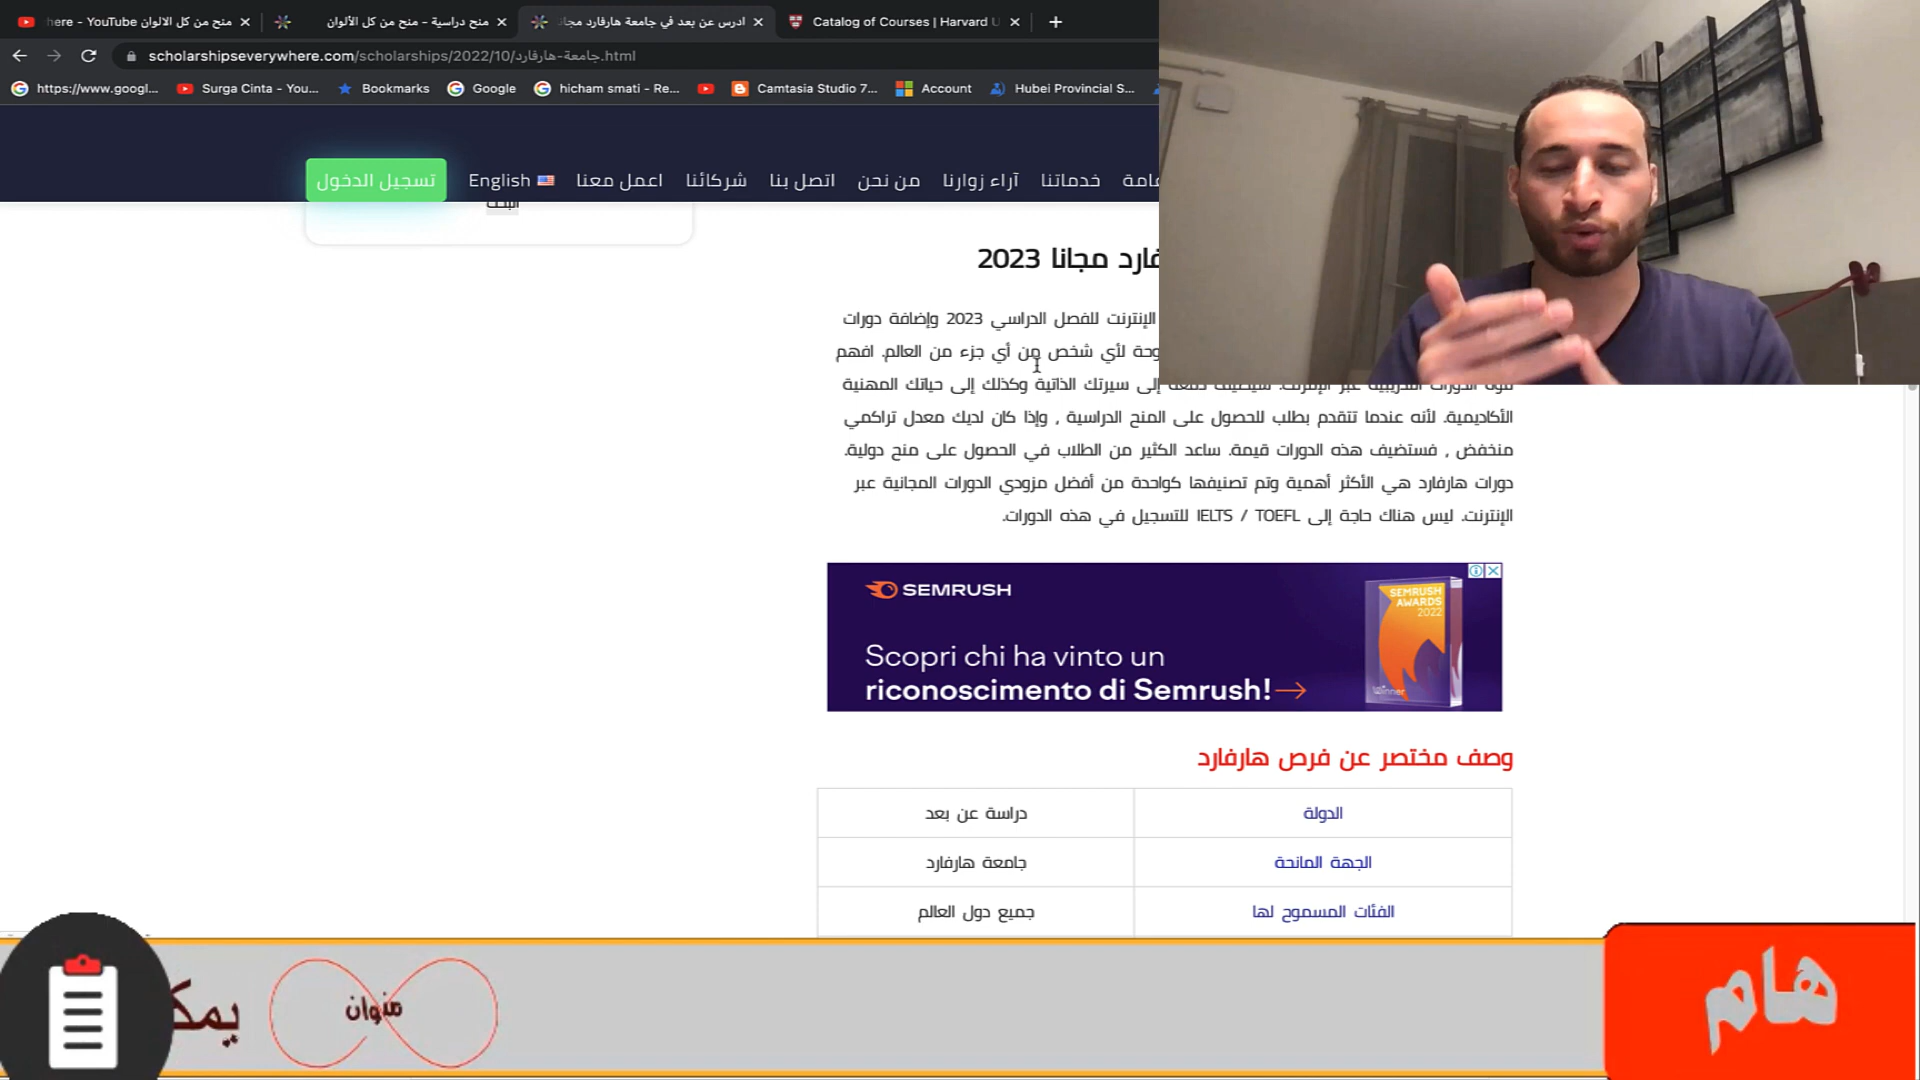 here - YouTube منح من كل الالوان
منح دراسية - منح من كل الألوان
ادرس عن بعد في جامعة هارفارد مجانا
Catalog of Courses | Harvard U
scholarshipseverywhere.com/scholarships/2022/10/جامعة-هارفارد.html
https://www.googl...
Surga Cinta - You...
Bookmarks
Google
hicham smati - Re...
Camtasia Studio 7...
Account
Hubei Provincial S...
خدماتنا آراء زوارنا من نحن اتصل بنا شركائنا اعمل معنا English تسجيل الدخول
البحث
مجانا 2023
الإنترنت للفصل الدراسي 2023 وإضافة دورات
لأي شخص من أي جزء من العالم. افهم
إلى سيرتك الذاتية وكذلك إلى حياتك المهنية
الأكاديمية. لأنه عندما تتقدم بطلب للحصول على المنح الدراسية , وإذا كان لديك معدل تراكمي
منخفض , فستضيف هذه الدورات قيمة. ساعد الكثير من الطلاب في الحصول على منح دولية.
دورات هارفارد هي الأكثر أهمية وتم تصنيفها كواحدة من أفضل مزودي الدورات المجانية عبر
الإنترنت. ليس هناك حاجة إلى IELTS / TOEFL للتسجيل في هذه الدورات.
SEMRUSH
Scopri chi ha vinto un
riconoscimento di Semrush!
SEMRUSH
AWARDS
2022
Winner
وصف مختصر عن فرص هارفارد
الدولة دراسة عن بعد
الجهة المانحة جامعة هارفارد
الفئات المسموح لها جميع دول العالم
هام
منوان
يمك